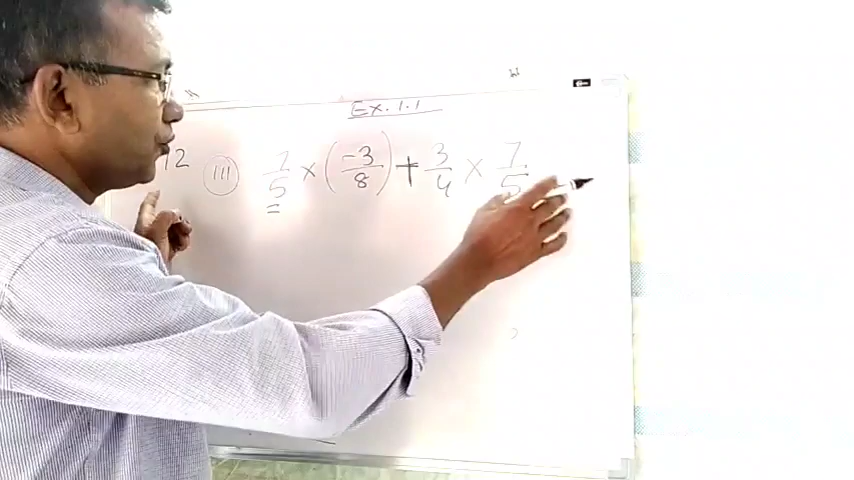 Ex. 1.1
12 (iii) 7/5 × (-3/8) + 3/4 × 7/5